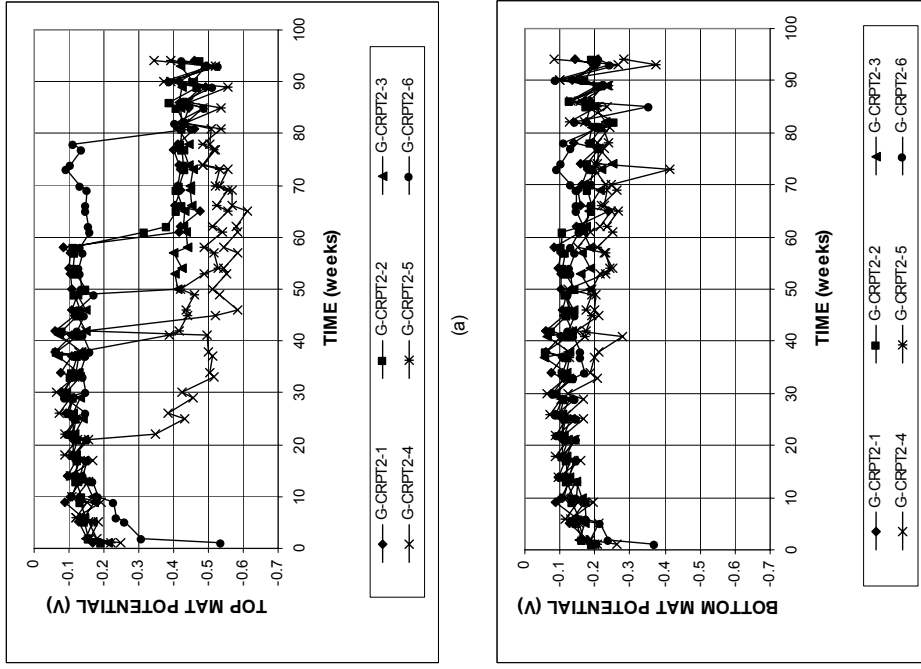 0
-0.1
-0.2
-0.3
-0.4
-0.5
-0.6
-0.7
0 10 20 30 40 50 60 70 80 90 100
TOP MAT POTENTIAL (V)
TIME (weeks)
G-CRPT2-1 G-CRPT2-2 G-CRPT2-3
G-CRPT2-4 G-CRPT2-5 G-CRPT2-6
(a)
0
-0.1
-0.2
-0.3
-0.4
-0.5
-0.6
-0.7
0 10 20 30 40 50 60 70 80 90 100
BOTTOM MAT POTENTIAL (V)
TIME (weeks)
G-CRPT2-1 G-CRPT2-2 G-CRPT2-3
G-CRPT2-4 G-CRPT2-5 G-CRPT2-6